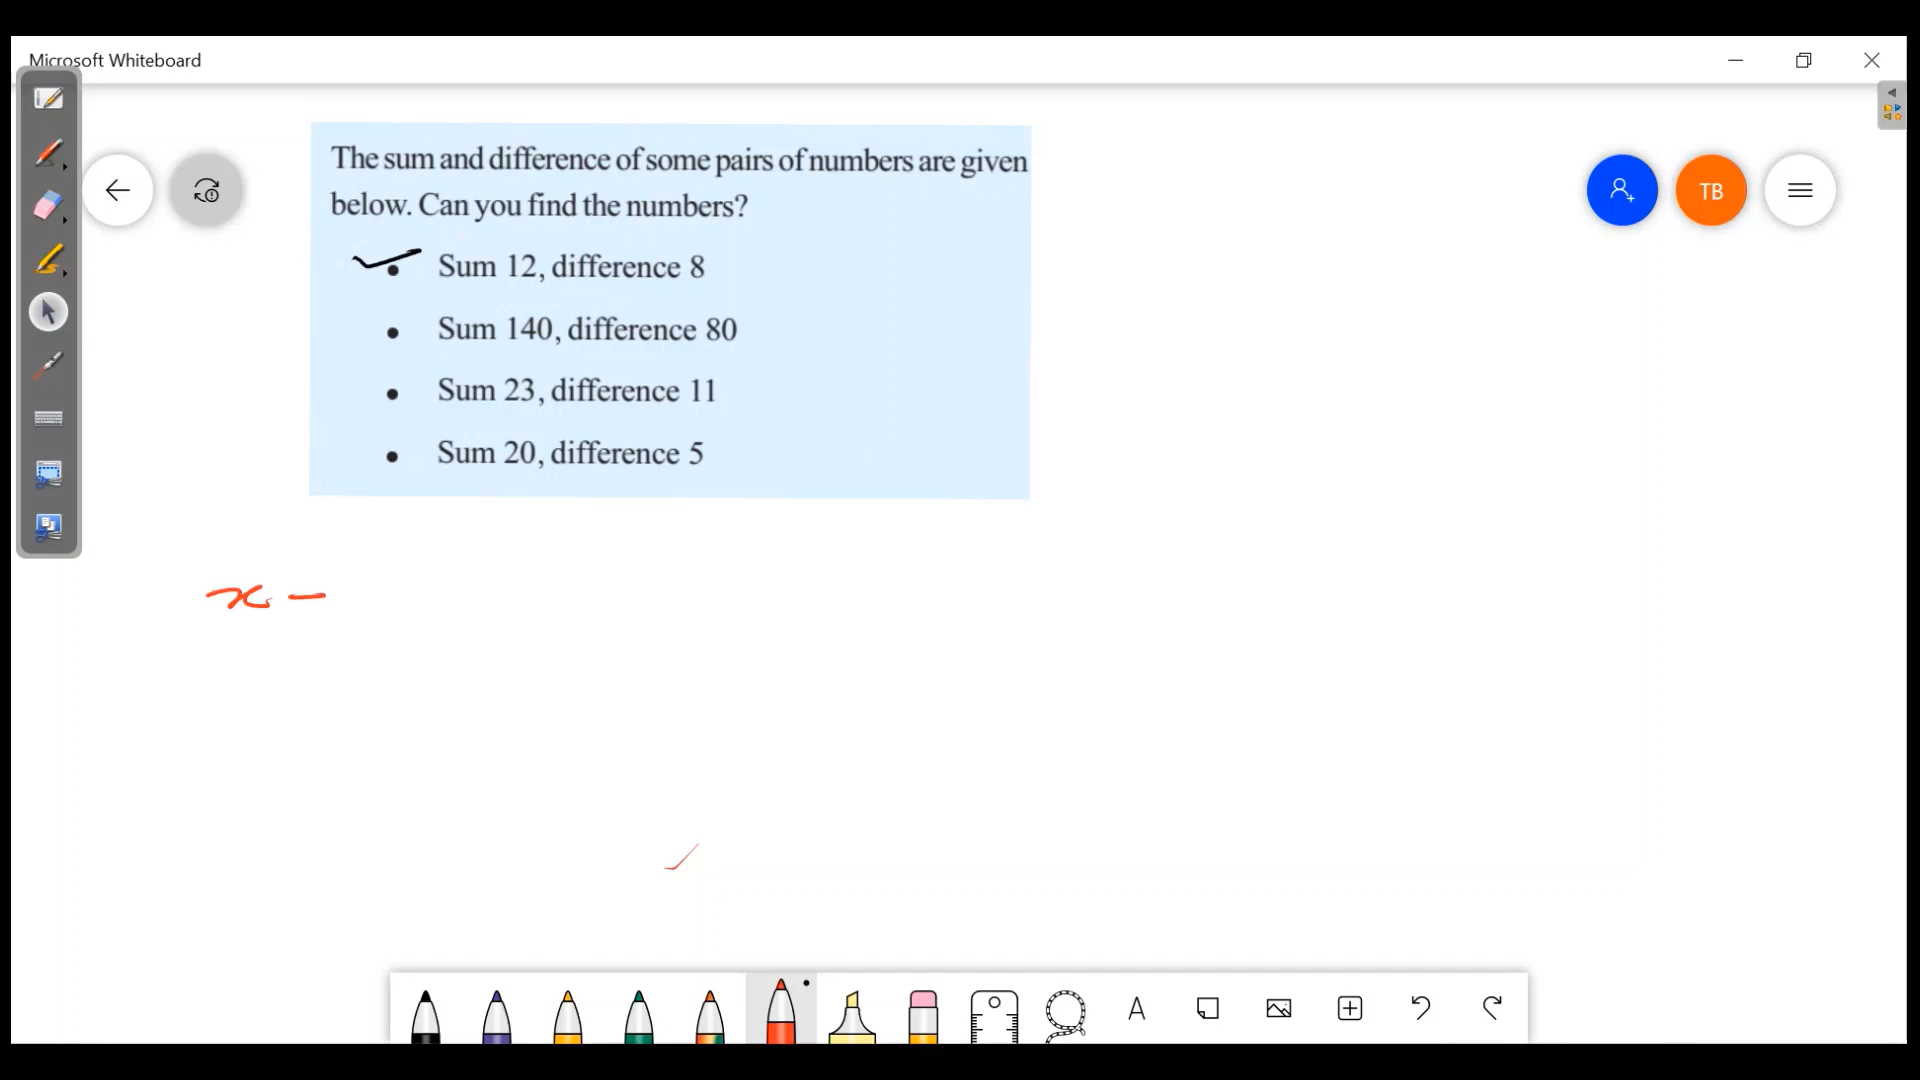 Microsoft Whiteboard
The sum and difference of some pairs of numbers are given
below. Can you find the numbers?
• Sum 12, difference 8
• Sum 140, difference 80
• Sum 23, difference 11
• Sum 20, difference 5
TB
x –
A